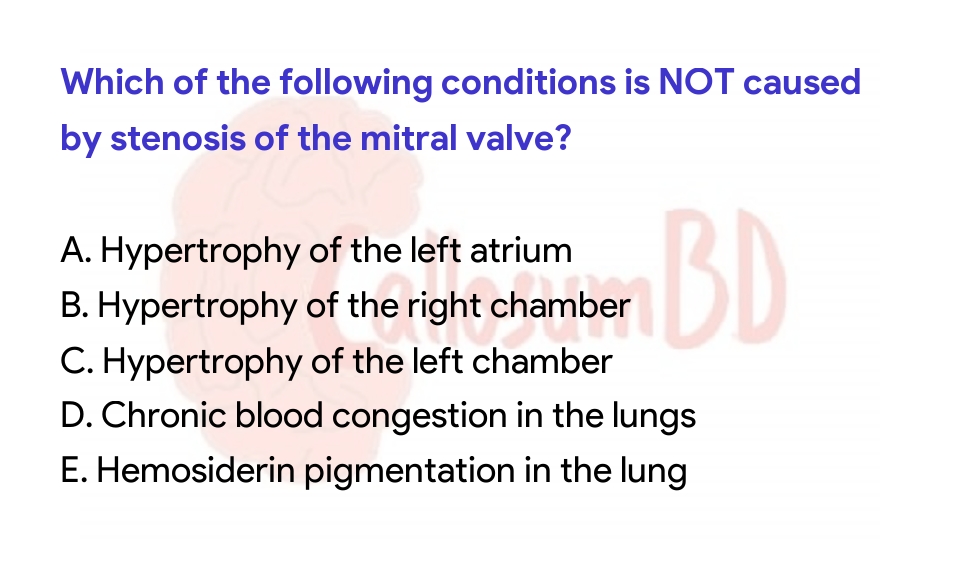 Which of the following conditions is NOT caused
by stenosis of the mitral valve?
A. Hypertrophy of the left atrium
B. Hypertrophy of the right chamber
C. Hypertrophy of the left chamber
D. Chronic blood congestion in the lungs
E. Hemosiderin pigmentation in the lung
CallosumBD